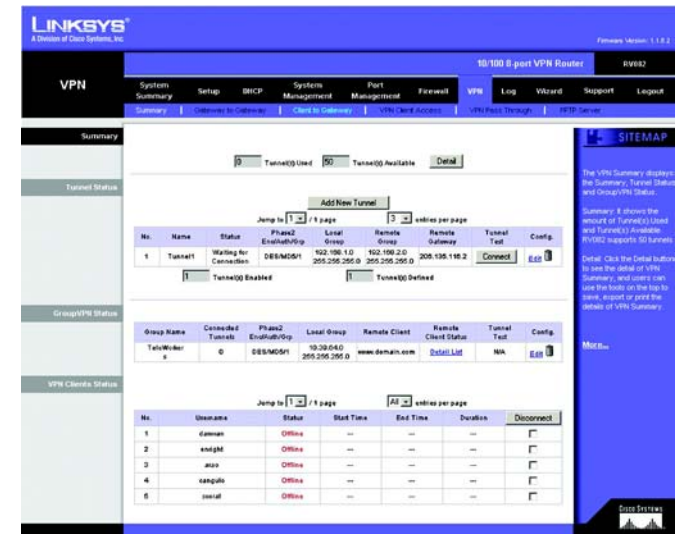 LINKSYS®
A Division of Cisco Systems, Inc.
Firmware Version: 1.1.8.2
10/100 8-port VPN Router RV082
VPN
System Summary Setup DHCP System Management Port Management Firewall VPN Log Wizard Support Logout
Summary | Gateway to Gateway | Client to Gateway | VPN Client Access | VPN Pass Through | PPTP Server
Summary
0 Tunnel(s) Used 50 Tunnel(s) Available Detail
Tunnel Status
Add New Tunnel
Jump to 1 / 1 page 3 entries per page
No. Name Status Phase2 Enc/Auth/Grp Local Group Remote Group Remote Gateway Tunnel Test Config.
1 Tunnel1 Waiting for Connection DES/MD5/1 192.168.1.0 255.255.255.0 192.168.2.0 255.255.255.0 205.135.116.2 Connect Edit
1 Tunnel(s) Enabled 1 Tunnel(s) Defined
GroupVPN Status
Group Name Connected Tunnels Phase2 Enc/Auth/Grp Local Group Remote Client Remote Client Status Tunnel Test Config.
TeleWorkers 0 DES/MD5/1 255.255.255.0 www.domain.com Detail List N/A Edit
VPN Clients Status
Jump to 1 / 1 page All entries per page
No. Username Status Start Time End Time Duration Disconnect
1 Offline --- --- ---
2 enright Offline --- --- ---
3 Offline --- --- ---
4 cangulo Offline --- --- ---
5 Offline --- --- ---
SITEMAP
The VPN Summary displays
the Summary, Tunnel Status
and GroupVPN Status.
Summary: It shows the
amount of Tunnel(s) Used
and Tunnel(s) Available.
RV082 supports 50 tunnels.
Detail: Click the Detail button
to see the detail of VPN
Summary, and users can
use the tools on the top to
save, export or print the
details of VPN Summary.
More...
Cisco Systems